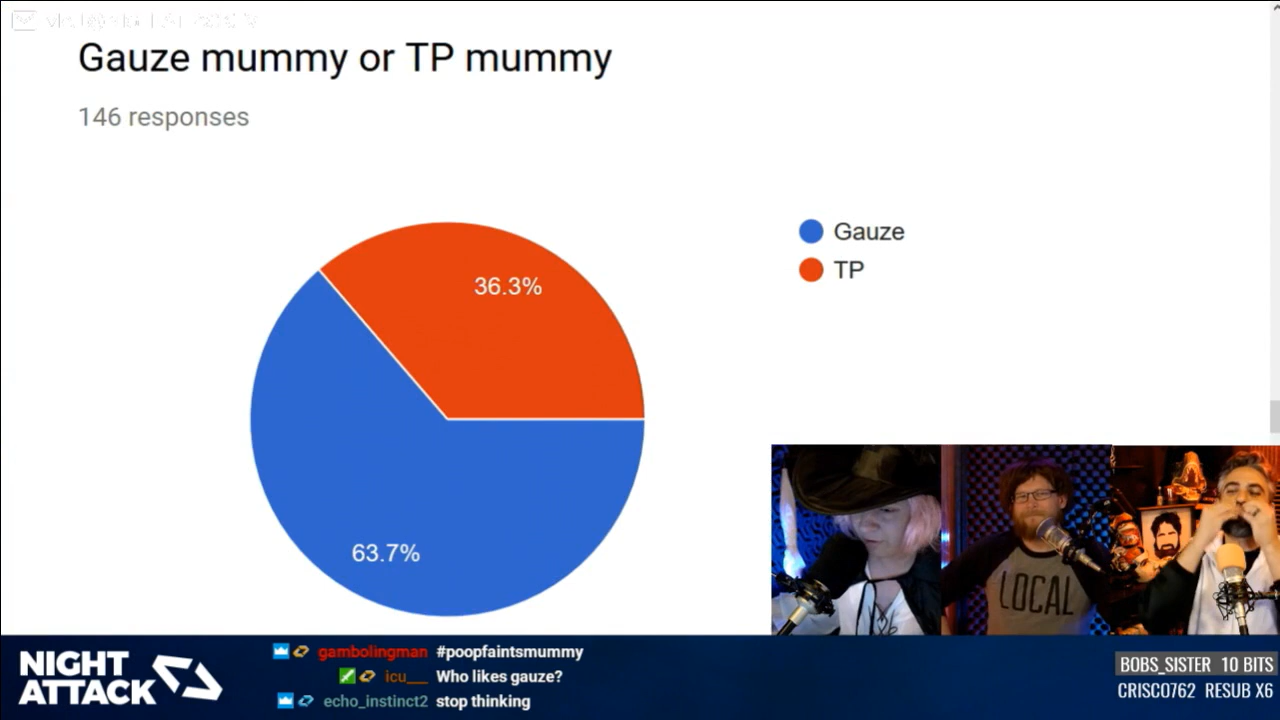 Gauze mummy or TP mummy
146 responses
Gauze
TP
36.3%
63.7%
LOCAL
NIGHT
ATTACK
gambolingman #poopfaintsmummy
icu__ Who likes gauze?
echo_instinct2 stop thinking
BOBS_SISTER 10 BITS
CRISCO762 RESUB X6